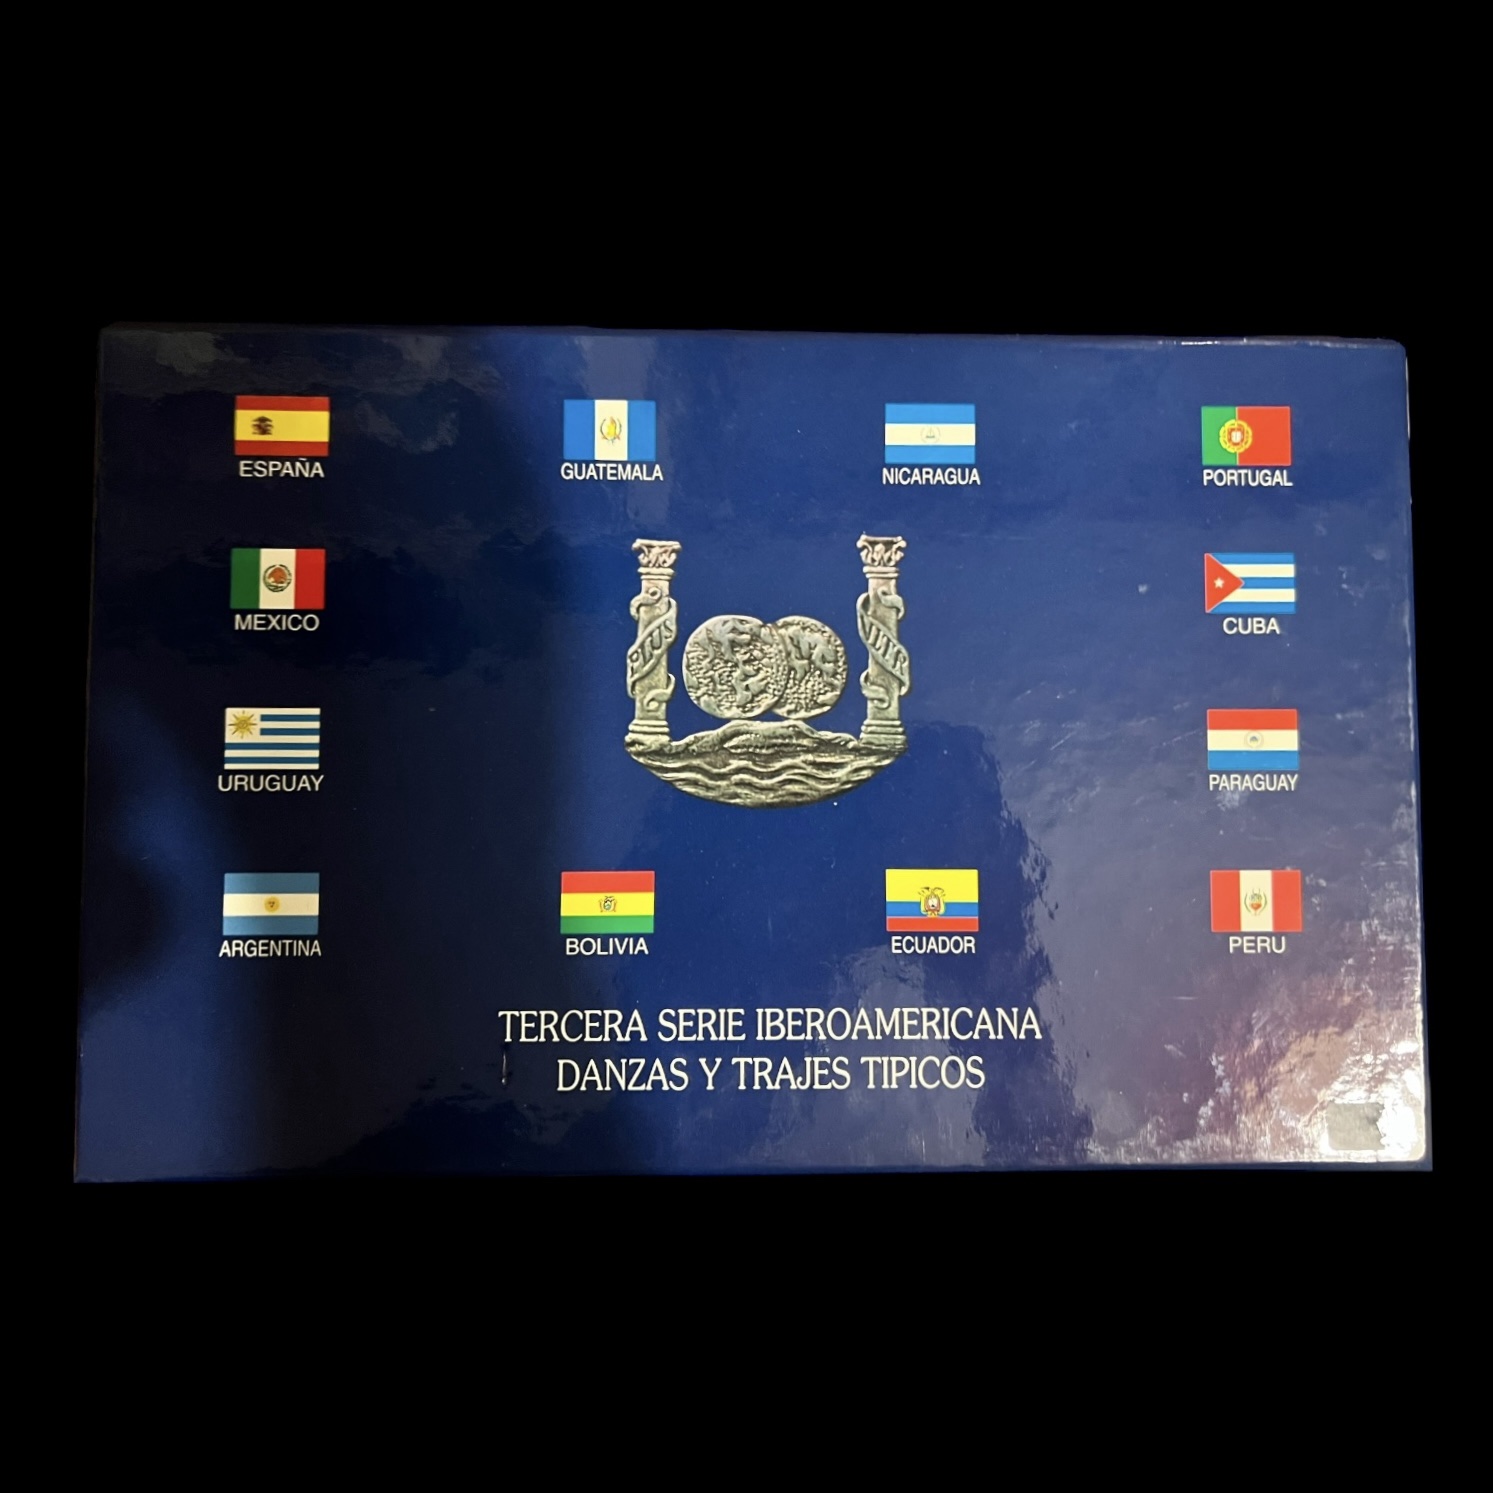 ESPAÑA
GUATEMALA
NICARAGUA
PORTUGAL
MEXICO
CUBA
PLUS
VLTR
URUGUAY
PARAGUAY
ARGENTINA
BOLIVIA
ECUADOR
PERU
TERCERA SERIE IBEROAMERICANA
DANZAS Y TRAJES TIPICOS